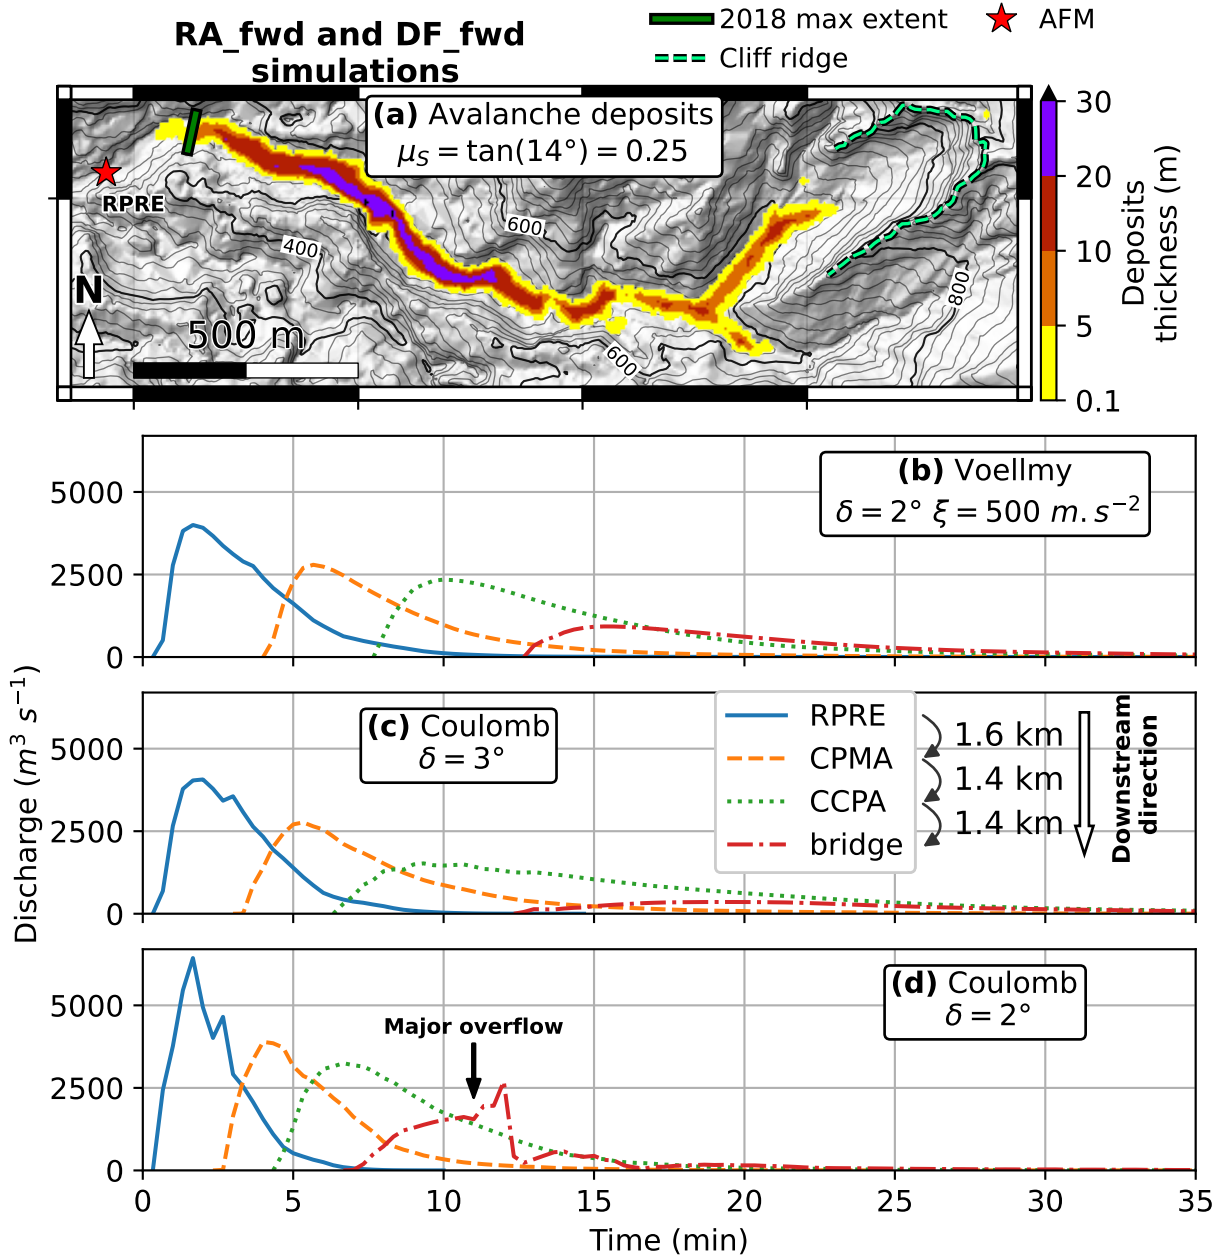 RA_fwd and DF_fwd
simulations
2018 max extent
AFM
Cliff ridge
(a) Avalanche deposits
μS = tan(14°) = 0.25
RPRE
400
600
600
800
N
500 m
30
20
10
5
0.1
Deposits
thickness (m)
(b) Voellmy
δ = 2° ξ = 500 m.s⁻²
5000
2500
0
(c) Coulomb
δ = 3°
5000
2500
0
RPRE
CPMA
CCPA
bridge
1.6 km
1.4 km
1.4 km
Downstream
direction
Discharge (m³ s⁻¹)
(d) Coulomb
δ = 2°
Major overflow
5000
2500
0
0 5 10 15 20 25 30 35
Time (min)